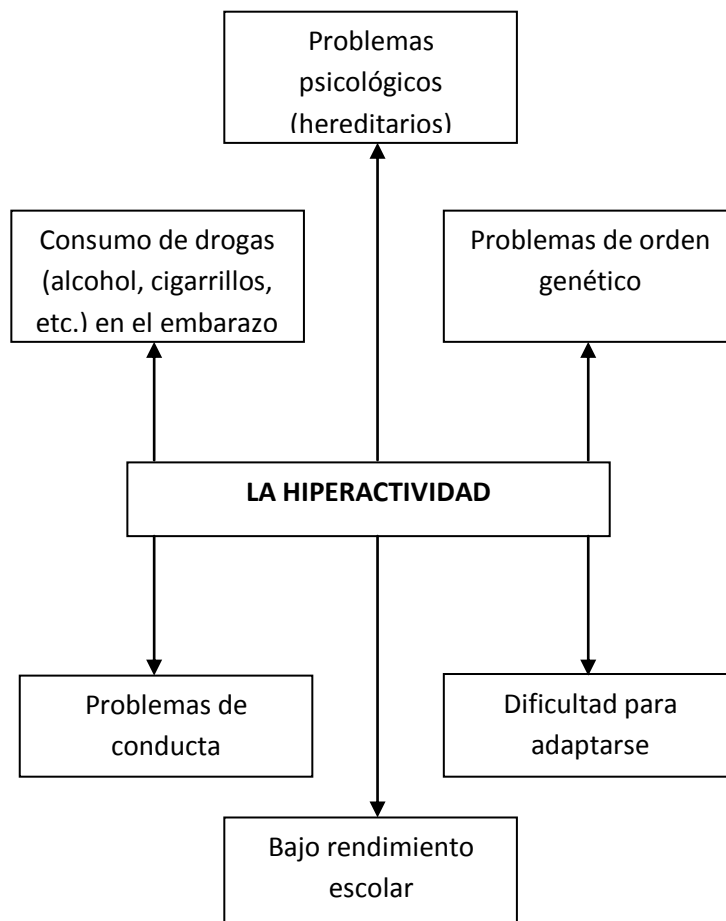 Problemas
psicológicos
(hereditarios)
Consumo de drogas
(alcohol, cigarrillos,
etc.) en el embarazo
Problemas de orden
genético
LA HIPERACTIVIDAD
Problemas de
conducta
Dificultad para
adaptarse
Bajo rendimiento
escolar